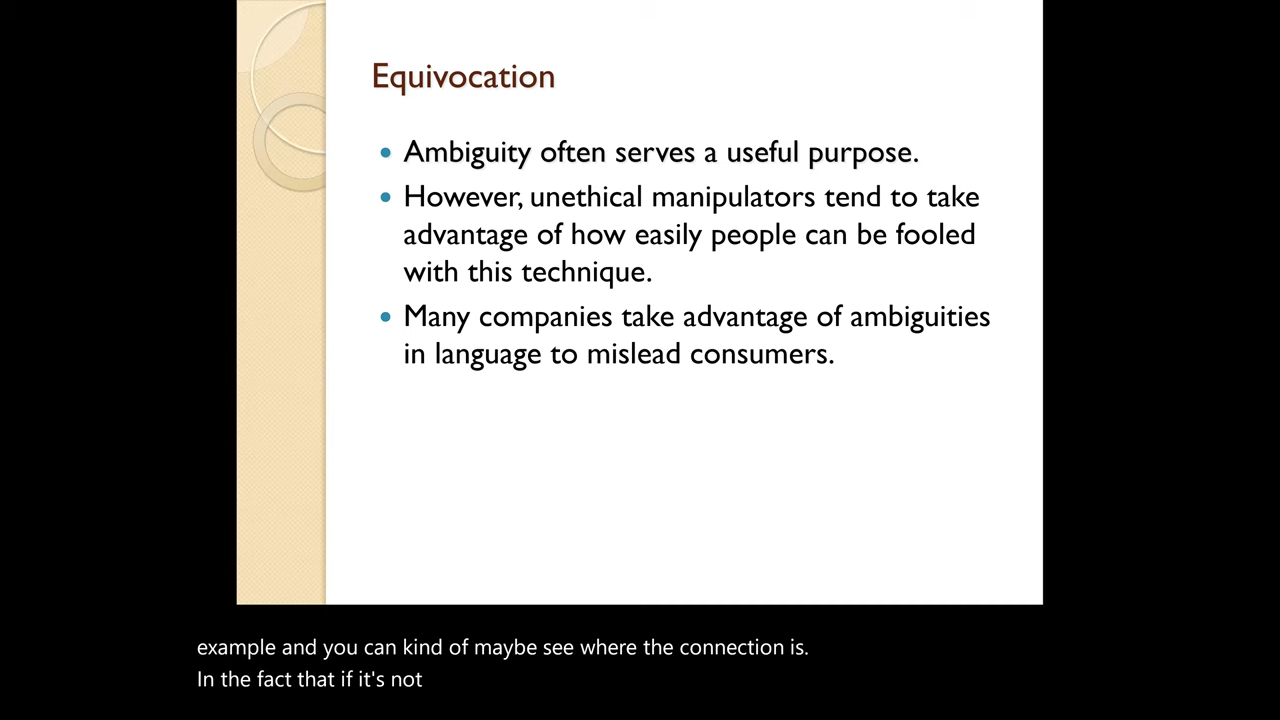 Equivocation
• Ambiguity often serves a useful purpose.
• However, unethical manipulators tend to take
advantage of how easily people can be fooled
with this technique.
• Many companies take advantage of ambiguities
in language to mislead consumers.
example and you can kind of maybe see where the connection is.
In the fact that if it's not